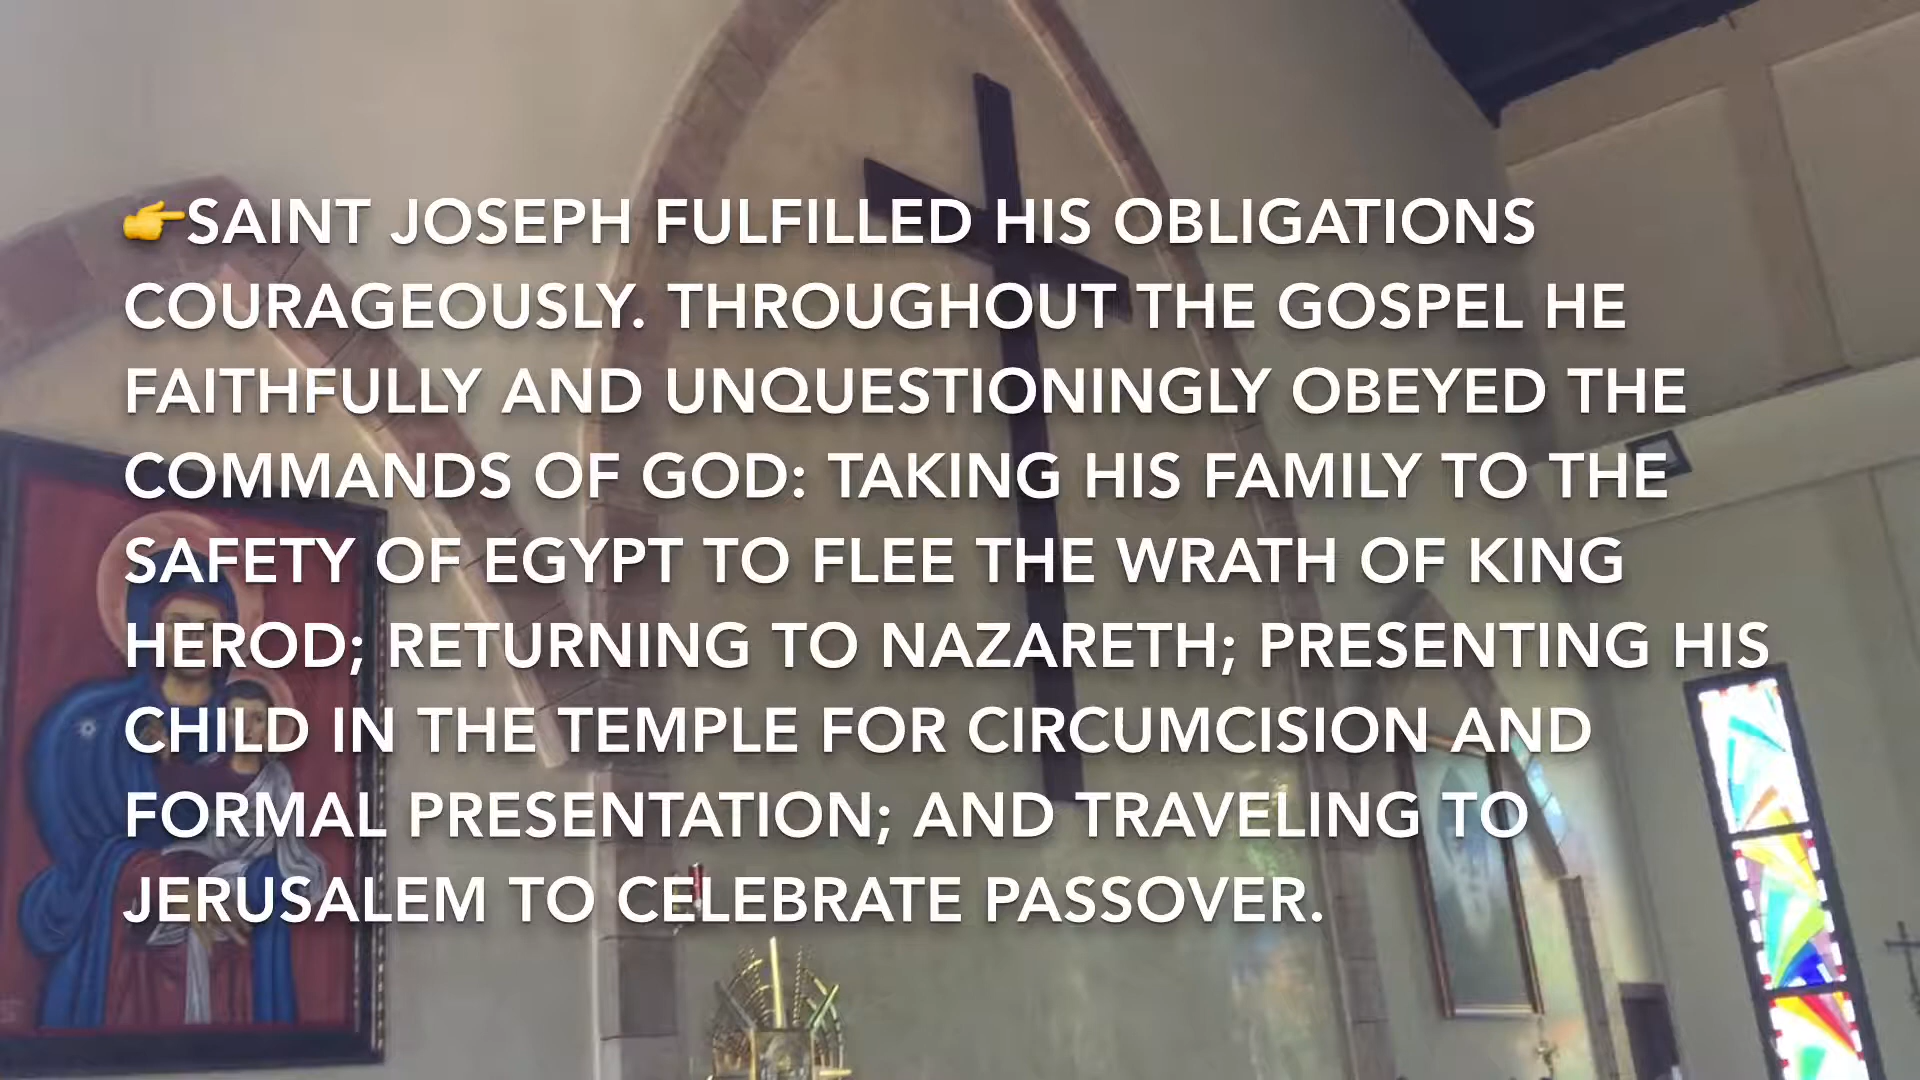 👉SAINT JOSEPH FULFILLED HIS OBLIGATIONS
COURAGEOUSLY. THROUGHOUT THE GOSPEL HE
FAITHFULLY AND UNQUESTIONINGLY OBEYED THE
COMMANDS OF GOD: TAKING HIS FAMILY TO THE
SAFETY OF EGYPT TO FLEE THE WRATH OF KING
HEROD; RETURNING TO NAZARETH; PRESENTING HIS
CHILD IN THE TEMPLE FOR CIRCUMCISION AND
FORMAL PRESENTATION; AND TRAVELING TO
JERUSALEM TO CELEBRATE PASSOVER.